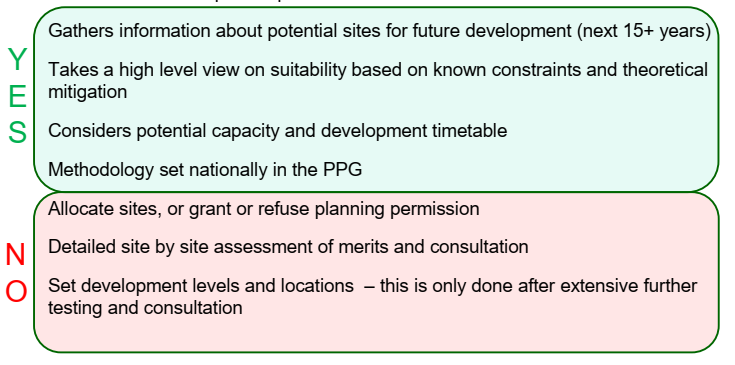 YES
Gathers information about potential sites for future development (next 15+ years)
Takes a high level view on suitability based on known constraints and theoretical
mitigation
Considers potential capacity and development timetable
Methodology set nationally in the PPG
NO
Allocate sites, or grant or refuse planning permission
Detailed site by site assessment of merits and consultation
Set development levels and locations  – this is only done after extensive further
testing and consultation